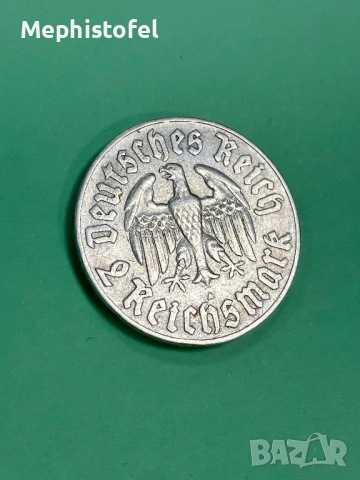 Mephistofel
Deutsches Reich
2 Reichsmark
BAZAR